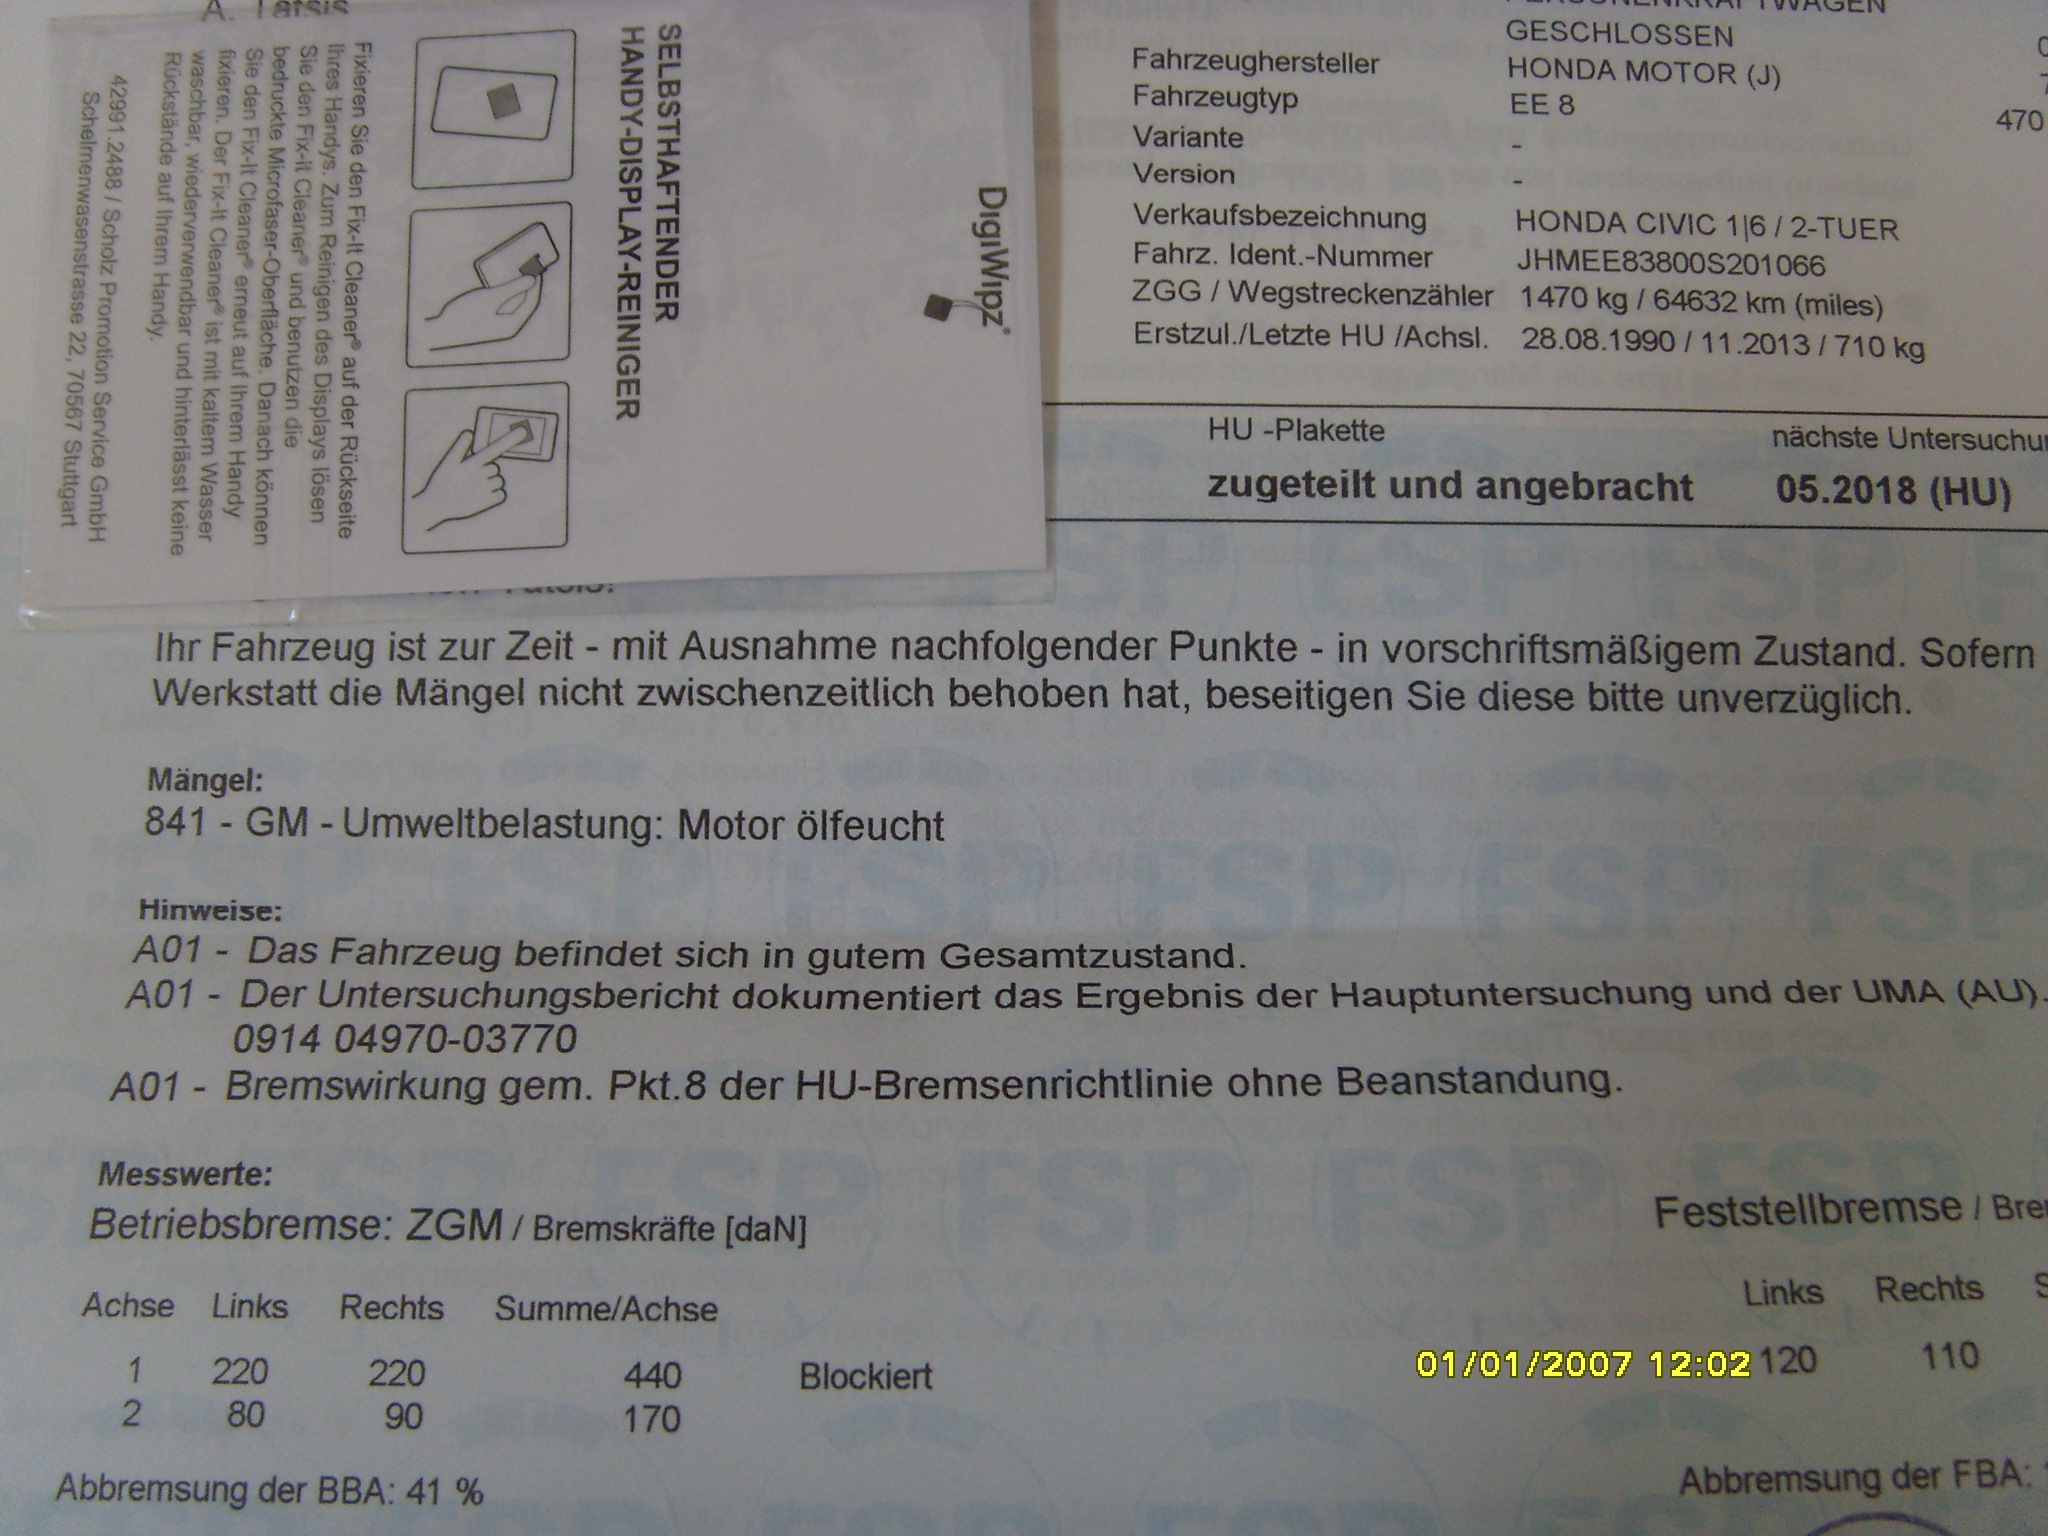 A. Tatsis
SELBSTHAFTENDER
HANDY-DISPLAY-REINIGER
DigiWipz®
Fixieren Sie den Fix-It Cleaner® auf der Rückseite
Ihres Handys. Zum Reinigen des Displays lösen
Sie den Fix-It Cleaner® und benutzen die
bedruckte Microfaser-Oberfläche. Danach können
Sie den Fix-It Cleaner® erneut auf Ihrem Handy
fixieren. Der Fix-It Cleaner® ist mit kaltem Wasser
waschbar, wiederverwendbar und hinterlässt keine
Rückstände auf Ihrem Handy.
42991.2488 / Scholz Promotion Service GmbH
Schelmenwasenstrasse 22, 70567 Stuttgart
PERSONENKRAFTWAGEN
GESCHLOSSEN
Fahrzeughersteller HONDA MOTOR (J)
Fahrzeugtyp EE 8 470
Variante -
Version -
Verkaufsbezeichnung HONDA CIVIC 1|6 / 2-TUER
Fahrz. Ident.-Nummer JHMEE83800S201066
ZGG / Wegstreckenzähler 1470 kg / 64632 km (miles)
Erstzul./Letzte HU /Achsl. 28.08.1990 / 11.2013 / 710 kg
HU -Plakette nächste
zugeteilt und angebracht 05.2018 (HU)
Ihr Fahrzeug ist zur Zeit - mit Ausnahme nachfolgender Punkte - in vorschriftsmäßigem Zustand. Sofern
Werkstatt die Mängel nicht zwischenzeitlich behoben hat, beseitigen Sie diese bitte unverzüglich.
Mängel:
841 - GM - Umweltbelastung: Motor ölfeucht
Hinweise:
A01 - Das Fahrzeug befindet sich in gutem Gesamtzustand.
A01 - Der Untersuchungsbericht dokumentiert das Ergebnis der Hauptuntersuchung und der UMA (AU).
0914 04970-03770
A01 - Bremswirkung gem. Pkt.8 der HU-Bremsenrichtlinie ohne Beanstandung.
Messwerte:
Betriebsbremse: ZGM / Bremskräfte [daN] Feststellbremse /
Achse Links Rechts Summe/Achse Links Rechts
1 220 220 440 Blockiert 120 110
2 80 90 170
01/01/2007 12:02
Abbremsung der BBA: 41 % Abbremsung der FBA: